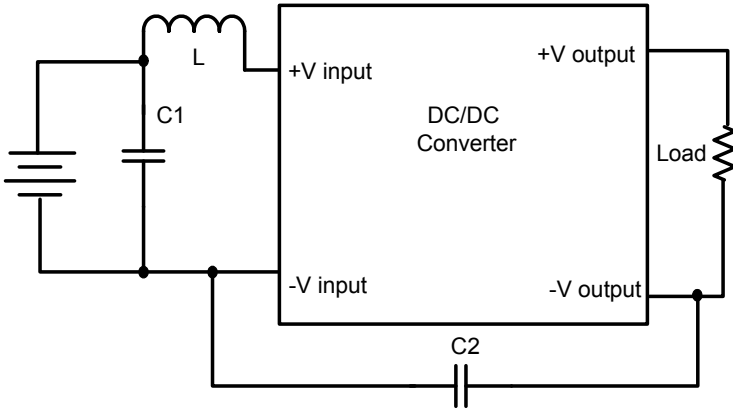 L
+V input
+V output
C1
DC/DC
Converter
Load
-V input
-V output
C2